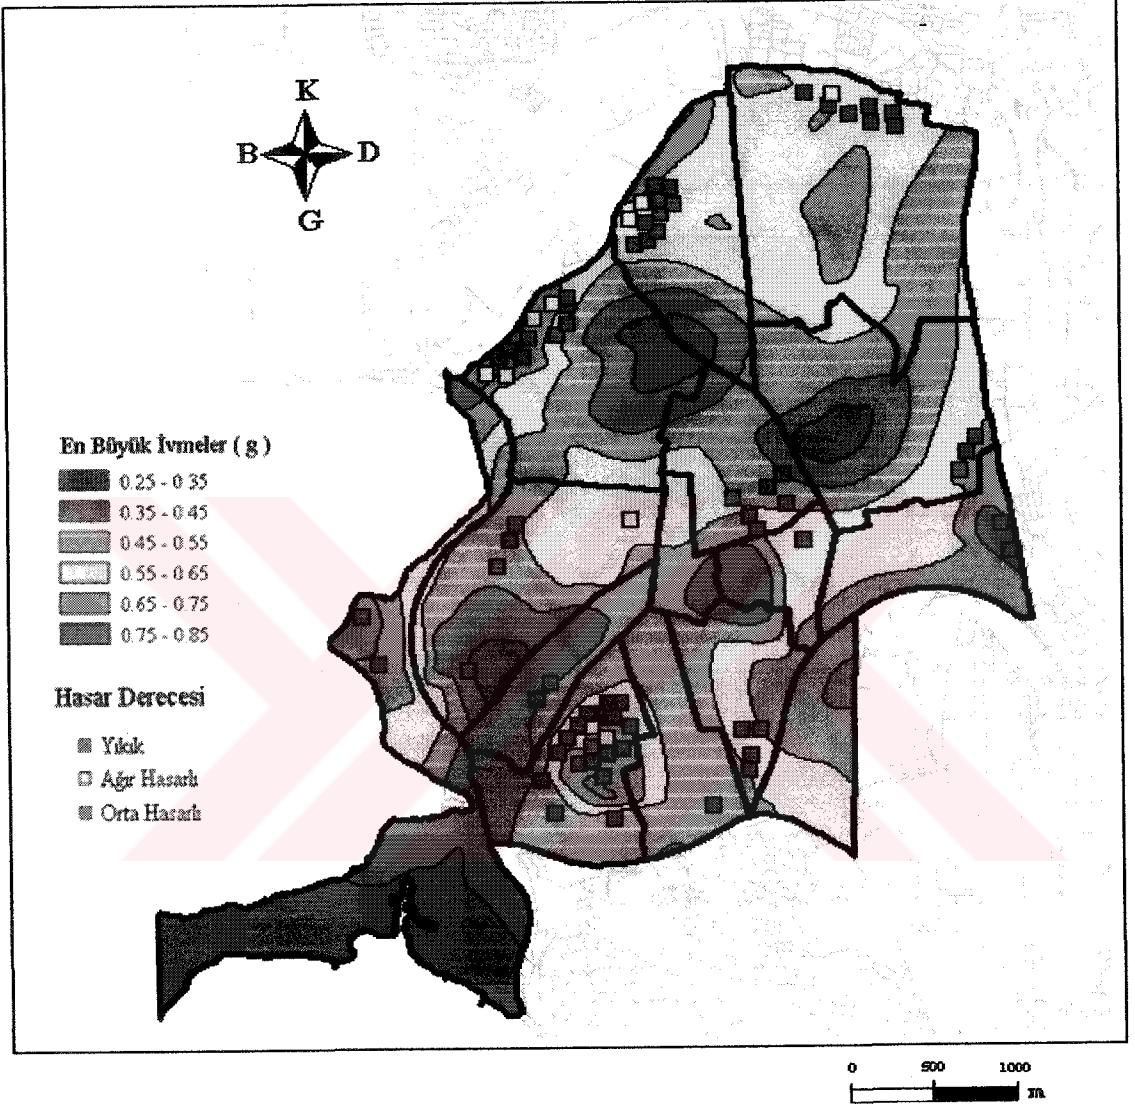 K
B D
G
En Büyük İvmeler ( g )
0.25 - 0.35
0.35 - 0.45
0.45 - 0.55
0.55 - 0.65
0.65 - 0.75
0.75 - 0.85
Hasar Derecesi
Yıkık
Ağır Hasarlı
Orta Hasarlı
0 500 1000
m